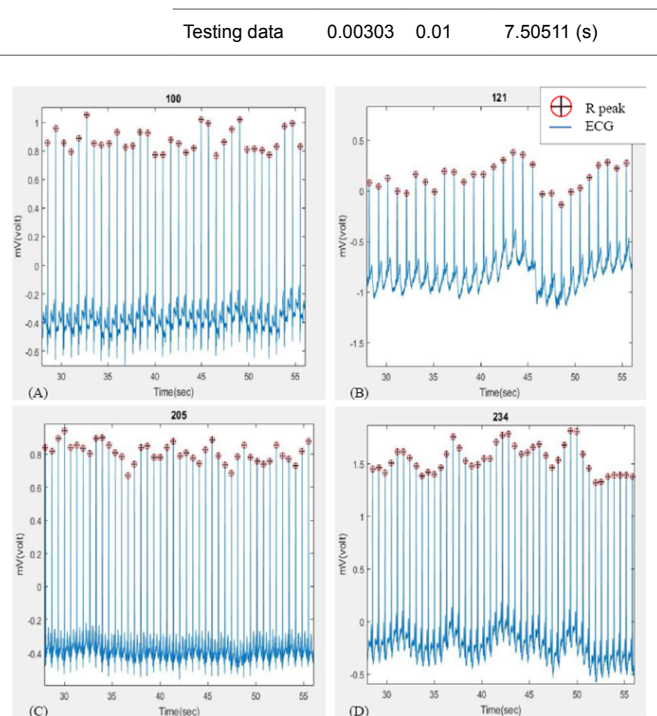 Testing data 0.00303 0.01 7.50511 (s)
100
1
0.8
0.6
0.4
0.2
0
-0.2
-0.4
-0.6
mV(volt)
30 35 40 45 50 55
Time(sec)
(A)
121
R peak
ECG
0.5
0
-0.5
-1
-1.5
mV(volt)
30 35 40 45 50 55
Time(sec)
(B)
205
0.8
0.6
0.4
0.2
0
-0.2
-0.4
mV(volt)
30 35 40 45 50 55
Time(sec)
(C)
234
1.5
1
0.5
0
-0.5
mV(volt)
30 35 40 45 50 55
Time(sec)
(D)